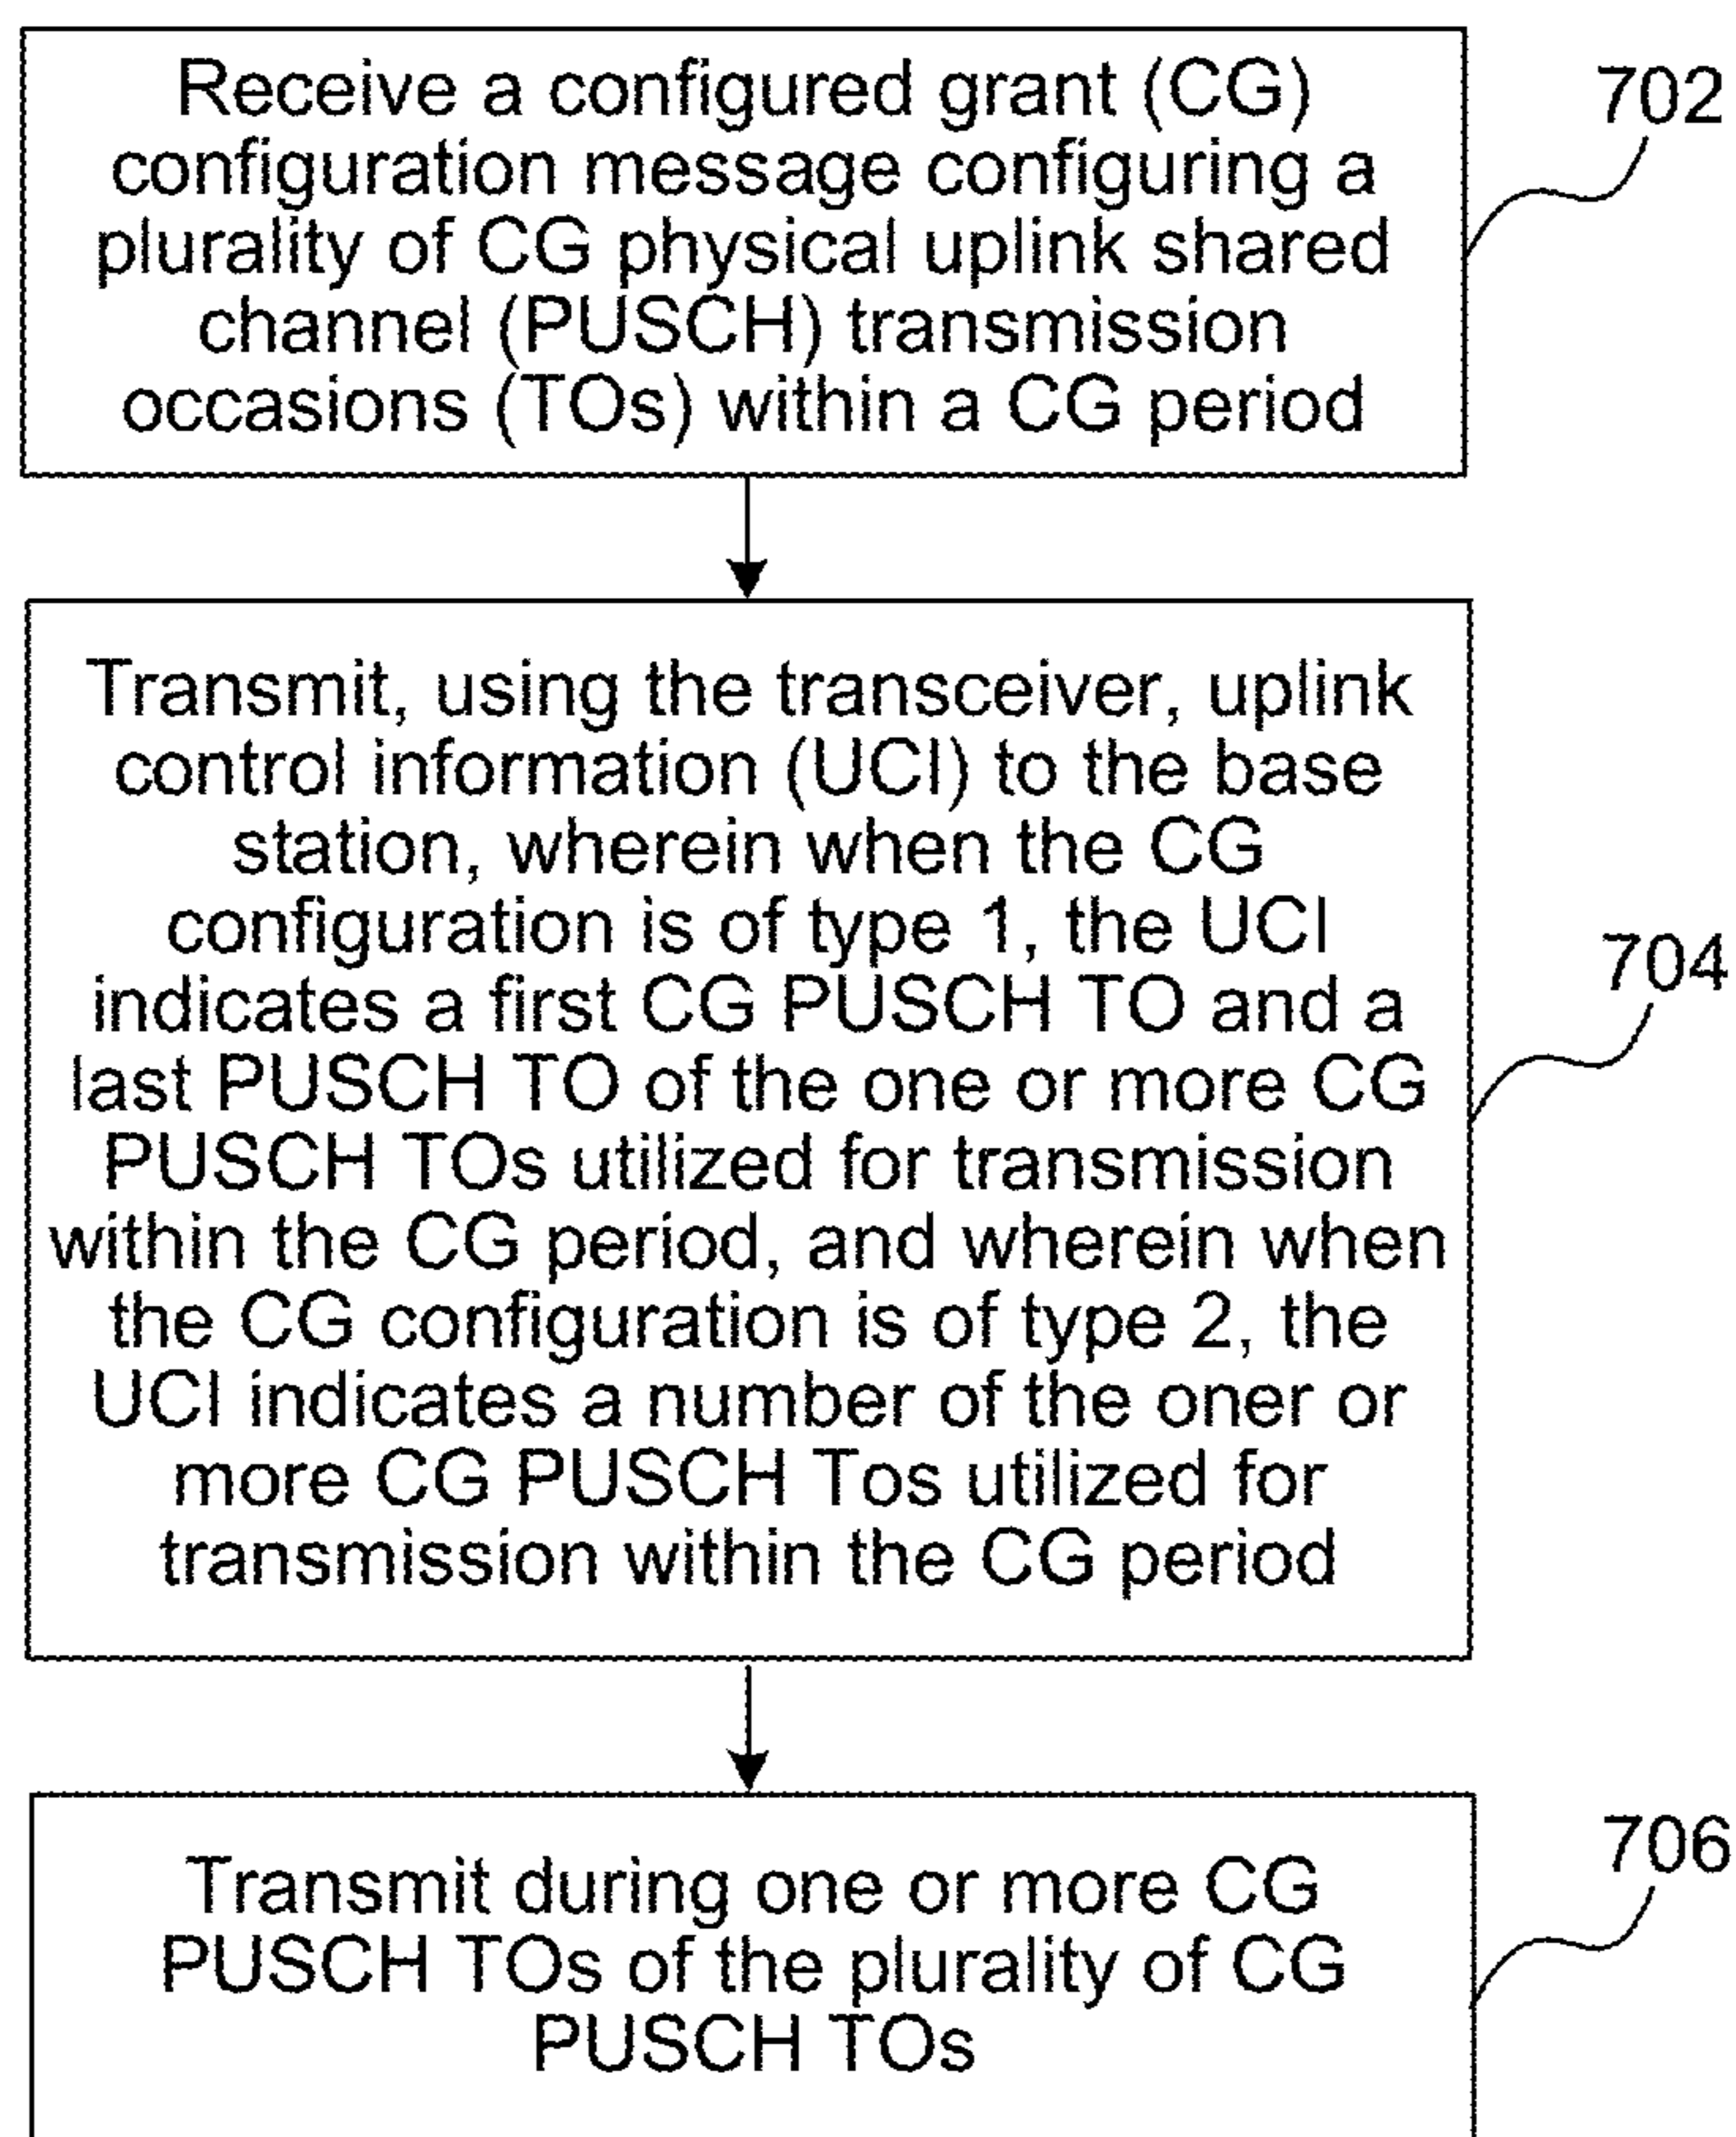 Receive a configured grant (CG)
configuration message configuring a
plurality of CG physical uplink shared
channel (PUSCH) transmission
occasions (TOs) within a CG period
702
Transmit, using the transceiver, uplink
control information (UCI) to the base
station, wherein when the CG
configuration is of type 1, the UCI
indicates a first CG PUSCH TO and a
last PUSCH TO of the one or more CG
PUSCH TOs utilized for transmission
within the CG period, and wherein when
the CG configuration is of type 2, the
UCI indicates a number of the oner or
more CG PUSCH Tos utilized for
transmission within the CG period
704
Transmit during one or more CG
PUSCH TOs of the plurality of CG
PUSCH TOs
706